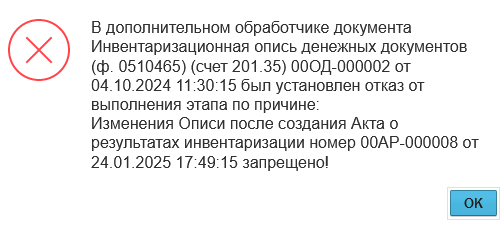 В дополнительном обработчике документа
Инвентаризационная опись денежных документов
(ф. 0510465) (счет 201.35) 00ОД-000002 от
04.10.2024 11:30:15 был установлен отказ от
выполнения этапа по причине:
Изменения Описи после создания Акта о
результатах инвентаризации номер 00АР-000008 от
24.01.2025 17:49:15 запрещено!
ОК